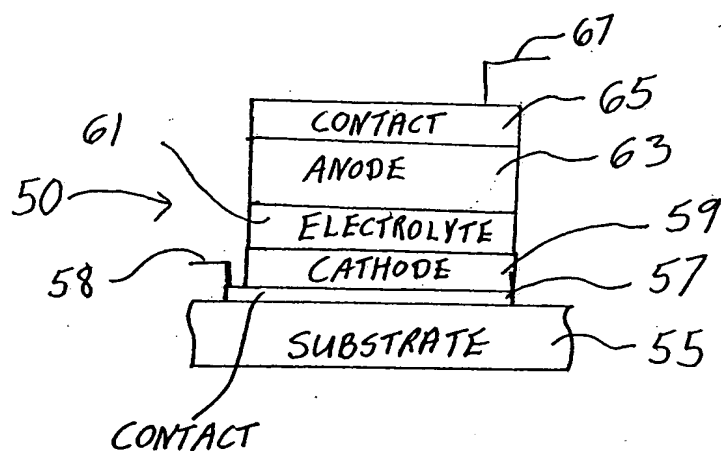 67
CONTACT 65
61
ANODE 63
50
ELECTROLYTE
59
58
CATHODE
57
SUBSTRATE 55
CONTACT